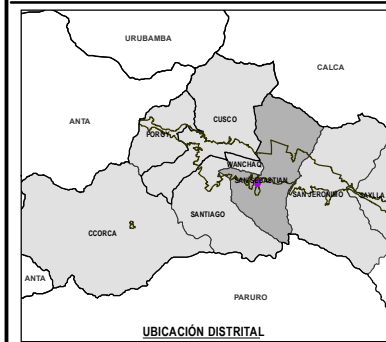 URUBAMBA
CALCA
ANTA
CUSCO
POROY
WANCHAQ
SAN SEBASTIAN
SAN JERONIMO
SAYLLA
SANTIAGO
CCORCA
ANTA
PARURO
UBICACIÓN DISTRITAL